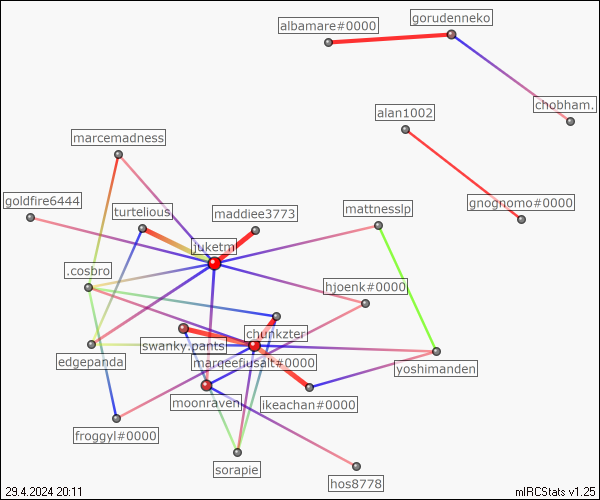 gorudenneko
albamare#0000
chobham.
alan1002
marcemadness
goldfire6444
mattnesslp
gnognomo#0000
turtelious
maddiee3773
juketm
.cosbro
hjoenk#0000
chunkzter
swanky.pants
edgepanda
marqeefiusalt#0000
yoshimanden
moonraven
ikeachan#0000
froggyl#0000
sorapie
hos8778
29.4.2024 20:11
mIRCStats v1.25